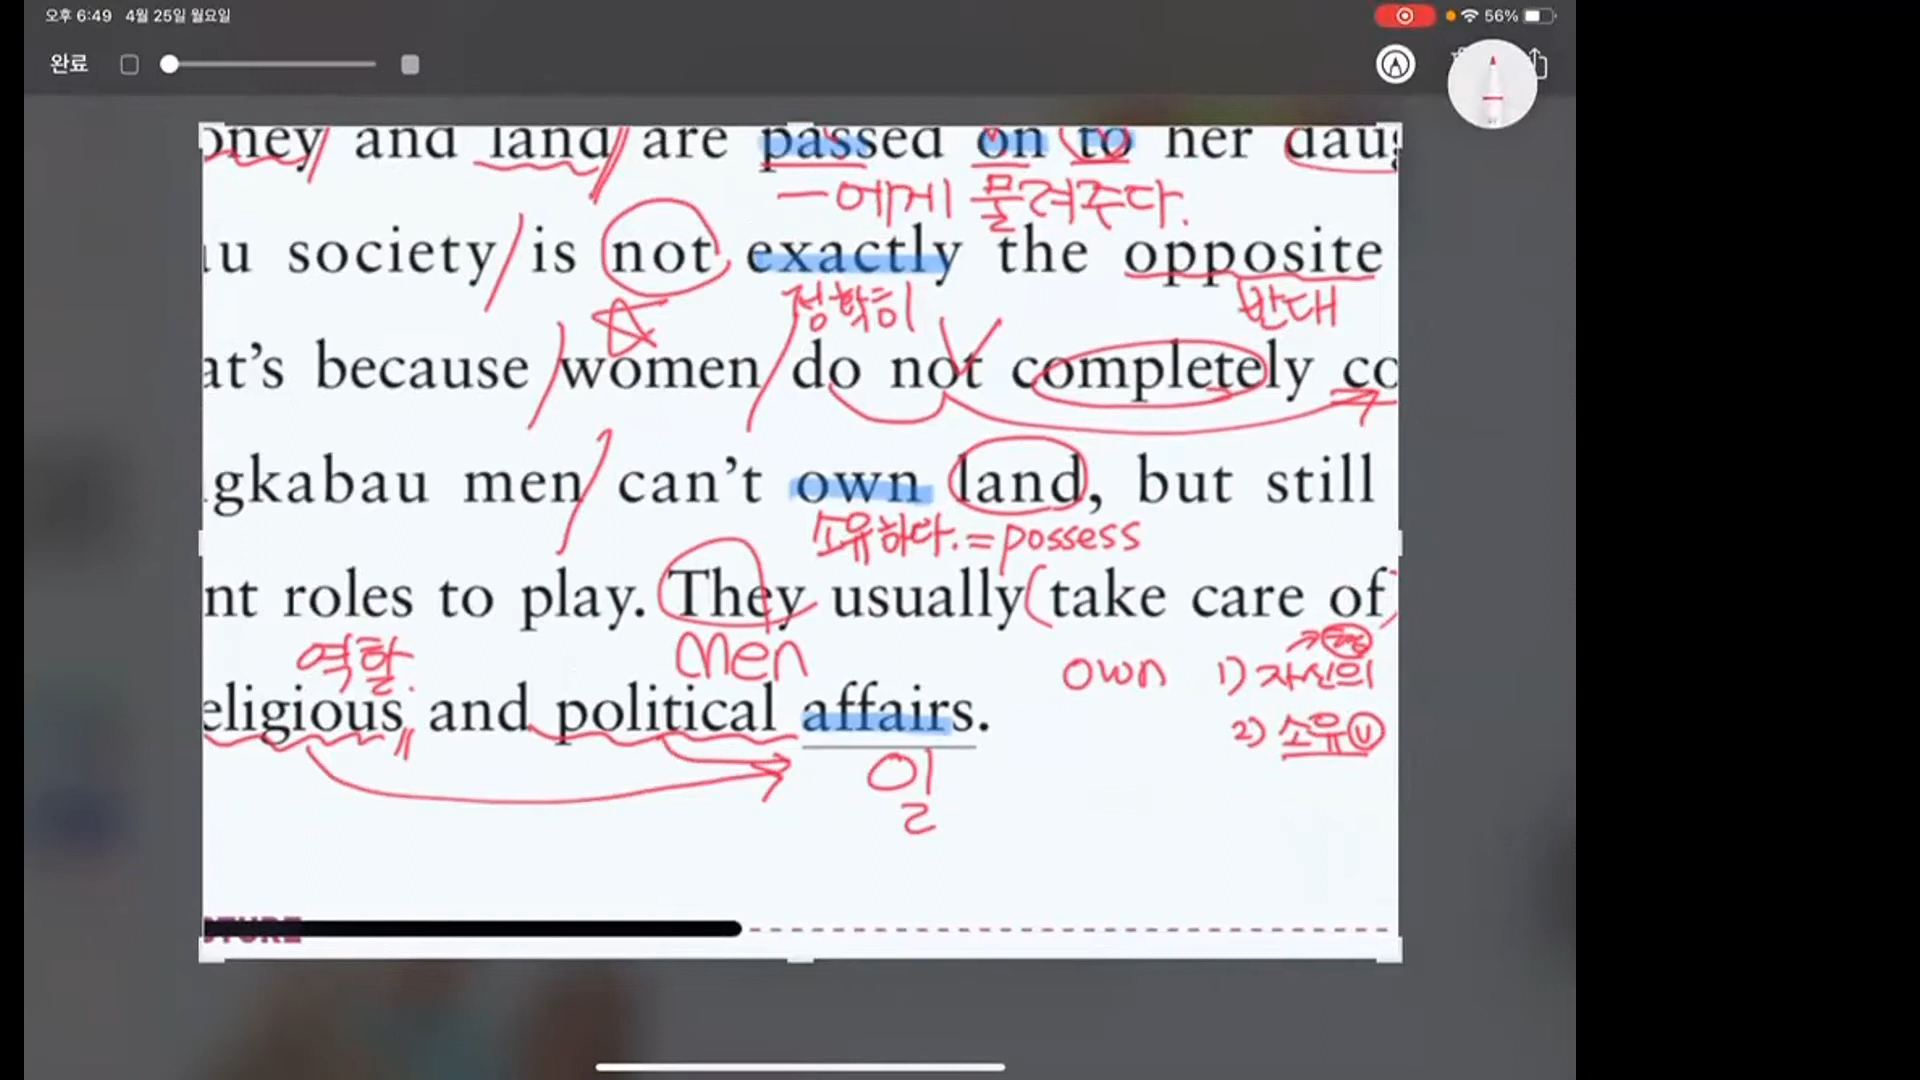 오후 6:49 4월 25일 월요일
56%
완료
oney and land are passed on to her daug
–에게 물려주다.
u society is not exactly the opposite
정확히
반대
at's because women do not completely co
gkabau men can't own land, but still
소유하다. = possess
nt roles to play. They usually (take care of)
역할.
men
own 1) 자신의
2) 소유 v
eligious and political affairs.
일